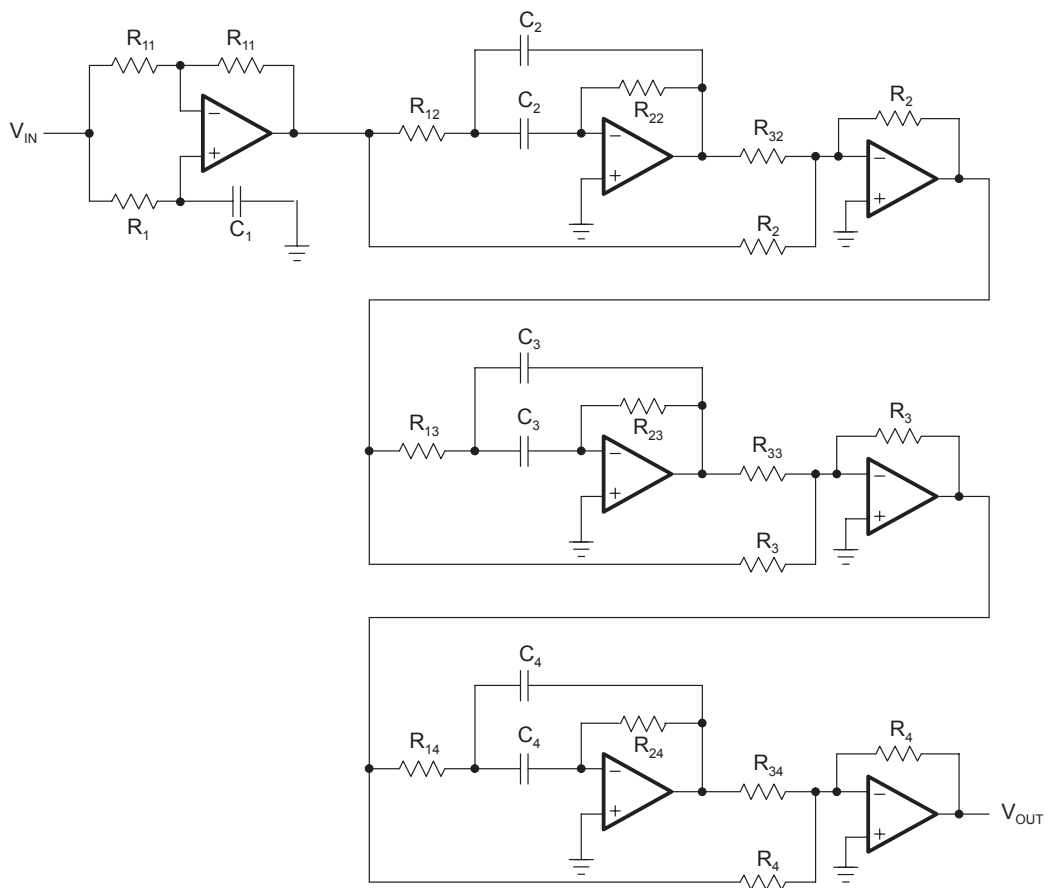 R11
R11
VIN
−
+
R1
C1
C2
R12
C2
R22
−
+
R32
R2
R2
−
+
C3
R13
C3
R23
−
+
R33
R3
R3
−
+
C4
R14
C4
R24
−
+
R34
R4
R4
−
+
VOUT